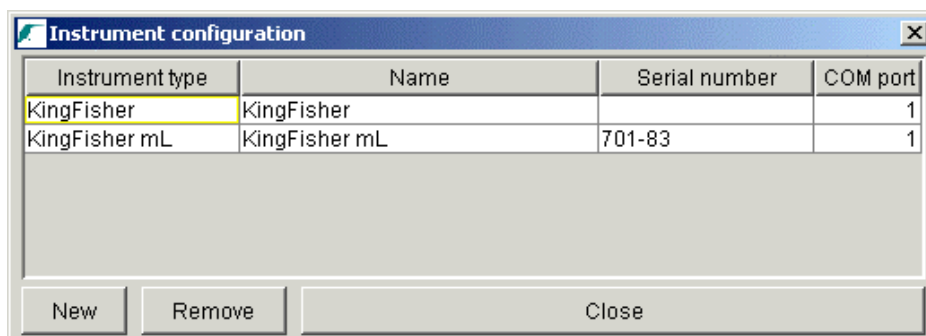 Instrument configuration
Instrument type Name Serial number COM port
KingFisher KingFisher 1
KingFisher mL KingFisher mL 701-83 1
New Remove Close